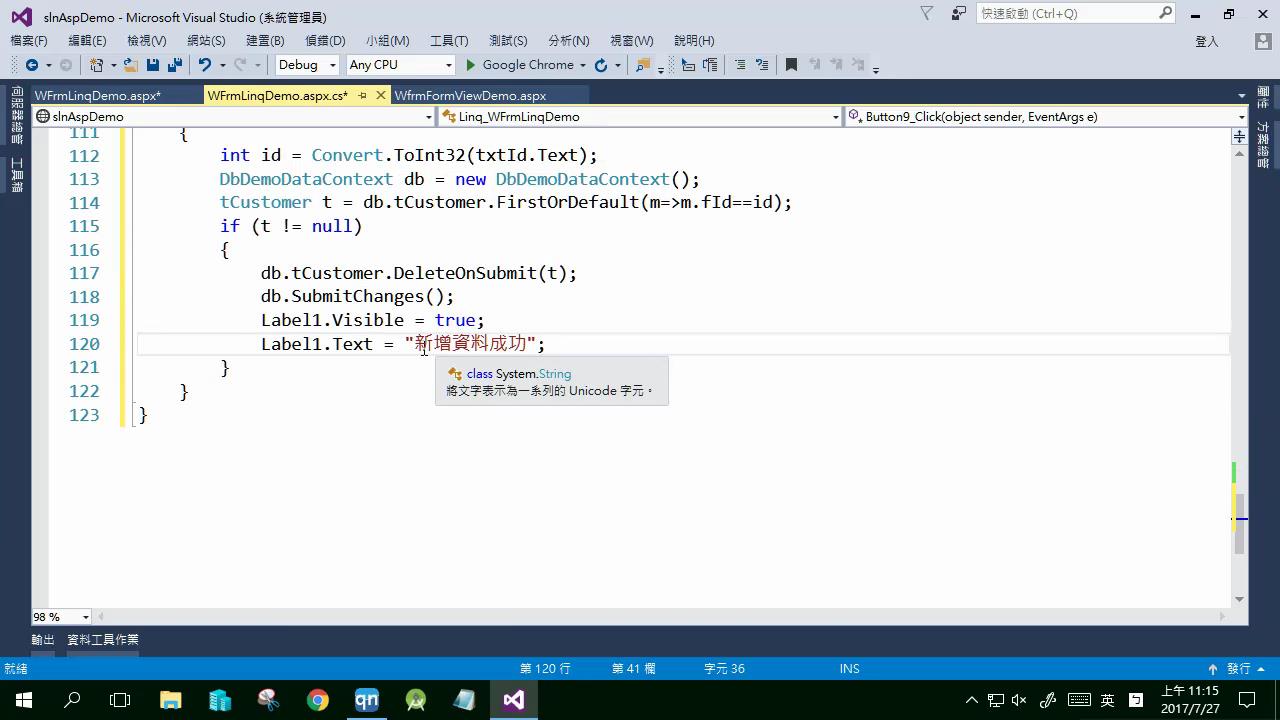 slnAspDemo - Microsoft Visual Studio (系統管理員)
快速啟動 (Ctrl+Q)
檔案(F) 編輯(E) 檢視(V) 網站(S) 建置(B) 偵錯(D) 小組(M) 工具(T) 測試(S) 分析(N) 視窗(W) 說明(H)
登入
Debug Any CPU Google Chrome
WFrmLinqDemo.aspx* WFrmLinqDemo.aspx.cs* WfrmFormViewDemo.aspx
slnAspDemo Linq_WFrmLinqDemo Button9_Click(object sender, EventArgs e)
伺服器總管
工具箱
屬性
方案總管
111 {
112 int id = Convert.ToInt32(txtId.Text);
113 DbDemoDataContext db = new DbDemoDataContext();
114 tCustomer t = db.tCustomer.FirstOrDefault(m=>m.fId==id);
115 if (t != null)
116 {
117 db.tCustomer.DeleteOnSubmit(t);
118 db.SubmitChanges();
119 Label1.Visible = true;
120 Label1.Text = "新增資料成功";
class System.String
將文字表示為一系列的 Unicode 字元。
121 }
122 }
123 }
98 %
輸出 資料工具作業
就緒 第 120 行 第 41 欄 字元 36 INS 發行
qn
英
上午 11:15
2017/7/27